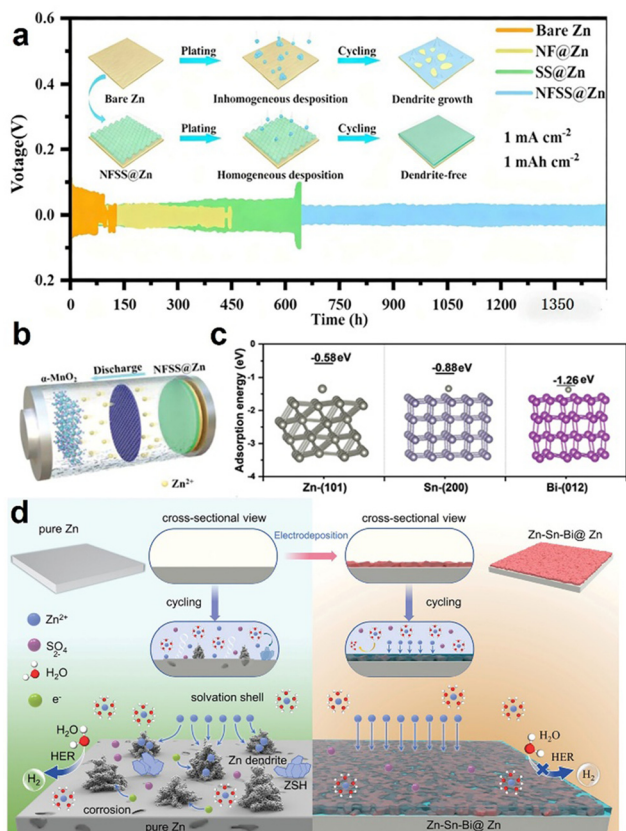 a
0.6
0.4
0.2
0.0
0.2
Votage(V)
Bare Zn
NF@Zn
SS@Zn
NFSS@Zn
Plating
Cycling
Bare Zn
Inhomogeneous desposition
Dendrite growth
Plating
Cycling
NFSS@Zn
Homogeneous desposition
Dendrite-free
1 mA cm-2
1 mAh cm-2
0 150 300 450 600 750 900 1050 1200 1350
Time (h)
b
α-MnO2
Discharge
NFSS@Zn
Zn2+
c
Adsorption energy (eV)
0
-1
-2
-3
-4
-0.58eV
-0.88eV
-1.26eV
Zn-(101)
Sn-(200)
Bi-(012)
d
pure Zn
cross-sectional view
Electrodeposition
cross-sectional view
Zn-Sn-Bi@ Zn
cycling
cycling
Zn2+
SO2-4
H2O
e-
solvation shell
H2O
HER
H2
Zn dendrite
ZSH
corrosion
pure Zn
H2O
HER
H2
Zn-Sn-Bi@ Zn